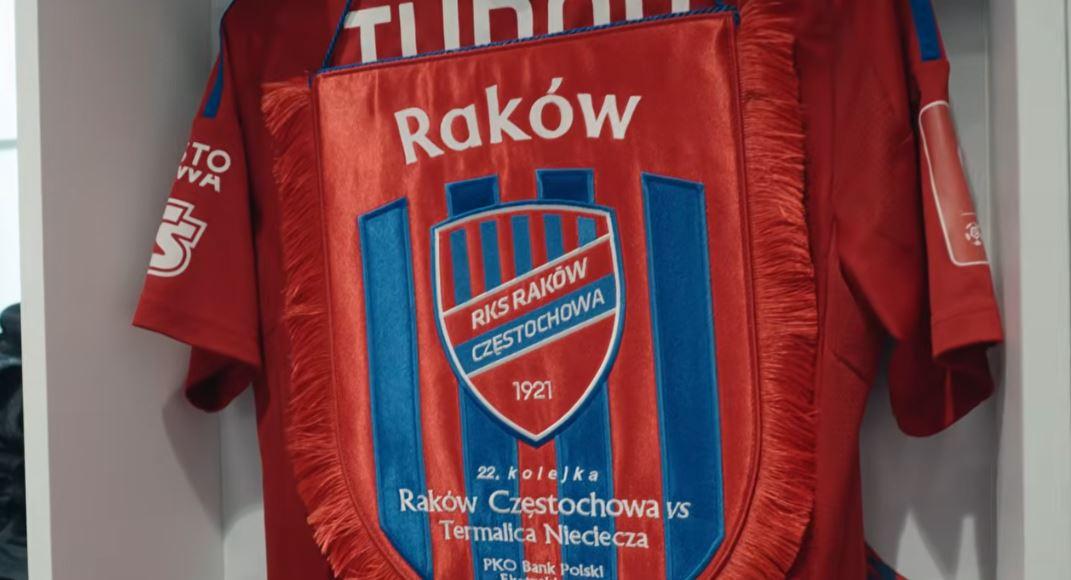 Raków
RKS RAKÓW
CZĘSTOCHOWA
1921
22. kolejka
Raków Częstochowa vs
Termalica Nieciecza
PKO Bank Polski